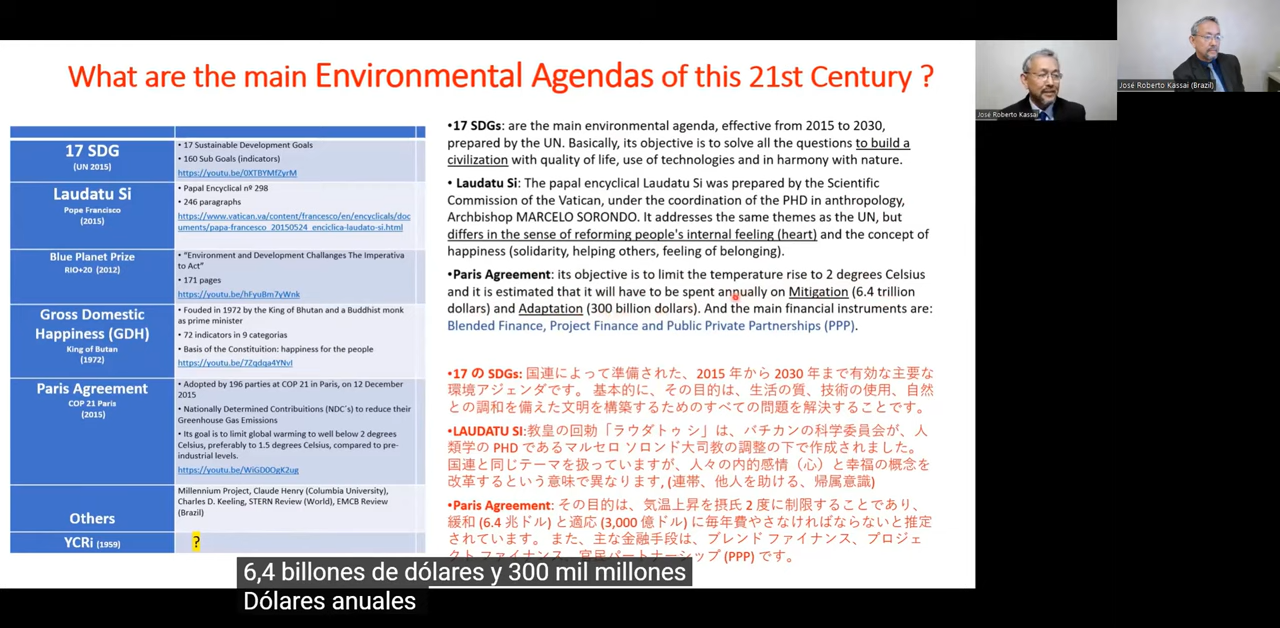 What are the main Environmental Agendas of this 21st Century ?
17 SDG
(UN 2015)
• 17 Sustainable Development Goals
• 160 Sub Goals (indicators)
https://youtu.be/0XTBYMfZyrM
Laudatu Si
Pope Francisco
(2015)
• Papal Encyclical nº 298
• 246 paragraphs
https://www.vatican.va/content/francesco/en/encyclicals/doc
uments/papa-francesco_20150524_enciclica-laudato-si.html
Blue Planet Prize
RIO+20 (2012)
• "Environment and Development Challenges The Imperativa
to Act"
• 171 pages
https://youtu.be/hFyuBm7yWnk
Gross Domestic
Happiness (GDH)
King of Butan
(1972)
• Fouded in 1972 by the King of Bhutan and a Buddhist monk
as prime minister
• 72 indicators in 9 categorias
• Basis of the Constituition: happiness for the people
https://youtu.be/7Zqdqa4YNvI
Paris Agreement
COP 21 Paris
(2015)
• Adopted by 196 parties at COP 21 in Paris, on 12 December
2015
• Nationally Determined Contribuitions (NDC´s) to reduce their
Greenhouse Gas Emissions
• Its goal is to limit global warming to well below 2 degrees
Celsius, preferably to 1.5 degrees Celsius, compared to pre-
industrial levels.
https://youtu.be/WiGD0OgK2ug
Others
Millennium Project, Claude Henry (Columbia University),
Charles D. Keeling, STERN Review (World), EMCB Review
(Brazil)
YCRi (1959)
?
•17 SDGs: are the main environmental agenda, effective from 2015 to 2030,
prepared by the UN. Basically, its objective is to solve all the questions to build a
civilization with quality of life, use of technologies and in harmony with nature.
• Laudatu Si: The papal encyclical Laudatu Si was prepared by the Scientific
Commission of the Vatican, under the coordination of the PHD in anthropology,
Archbishop MARCELO SORONDO. It addresses the same themes as the UN, but
differs in the sense of reforming people's internal feeling (heart) and the concept of
happiness (solidarity, helping others, feeling of belonging).
•Paris Agreement: its objective is to limit the temperature rise to 2 degrees Celsius
and it is estimated that it will have to be spent annually on Mitigation (6.4 trillion
dollars) and Adaptation (300 billion dollars). And the main financial instruments are:
Blended Finance, Project Finance and Public Private Partnerships (PPP).
•17 の SDGs: 国連によって準備された、2015 年から 2030 年まで有効な主要な
環境アジェンダです。 基本的に、その目的は、生活の質、技術の使用、自然
との調和を備えた文明を構築するためのすべての問題を解決することです。
•LAUDATU SI:教皇の回勅「ラウダトゥ シ」は、バチカンの科学委員会が、人
類学の PHD であるマルセロ ソロンド大司教の調整の下で作成されました。
国連と同じテーマを扱っていますが、人々の内的感情（心）と幸福の概念を
改革するという意味で異なります, (連帯、他人を助ける、帰属意識)
•Paris Agreement: その目的は、気温上昇を摂氏 2 度に制限することであり、
緩和 (6.4 兆ドル) と適応 (3,000 億ドル) に毎年費やさなければならないと推定
されています。 また、主な金融手段は、ブレンド ファイナンス、プロジェ
クト ファイナンス、官民パートナーシップ (PPP) です。
6,4 billones de dólares y 300 mil millones
Dólares anuales
José Roberto Kassai
José Roberto Kassai (Brazil)